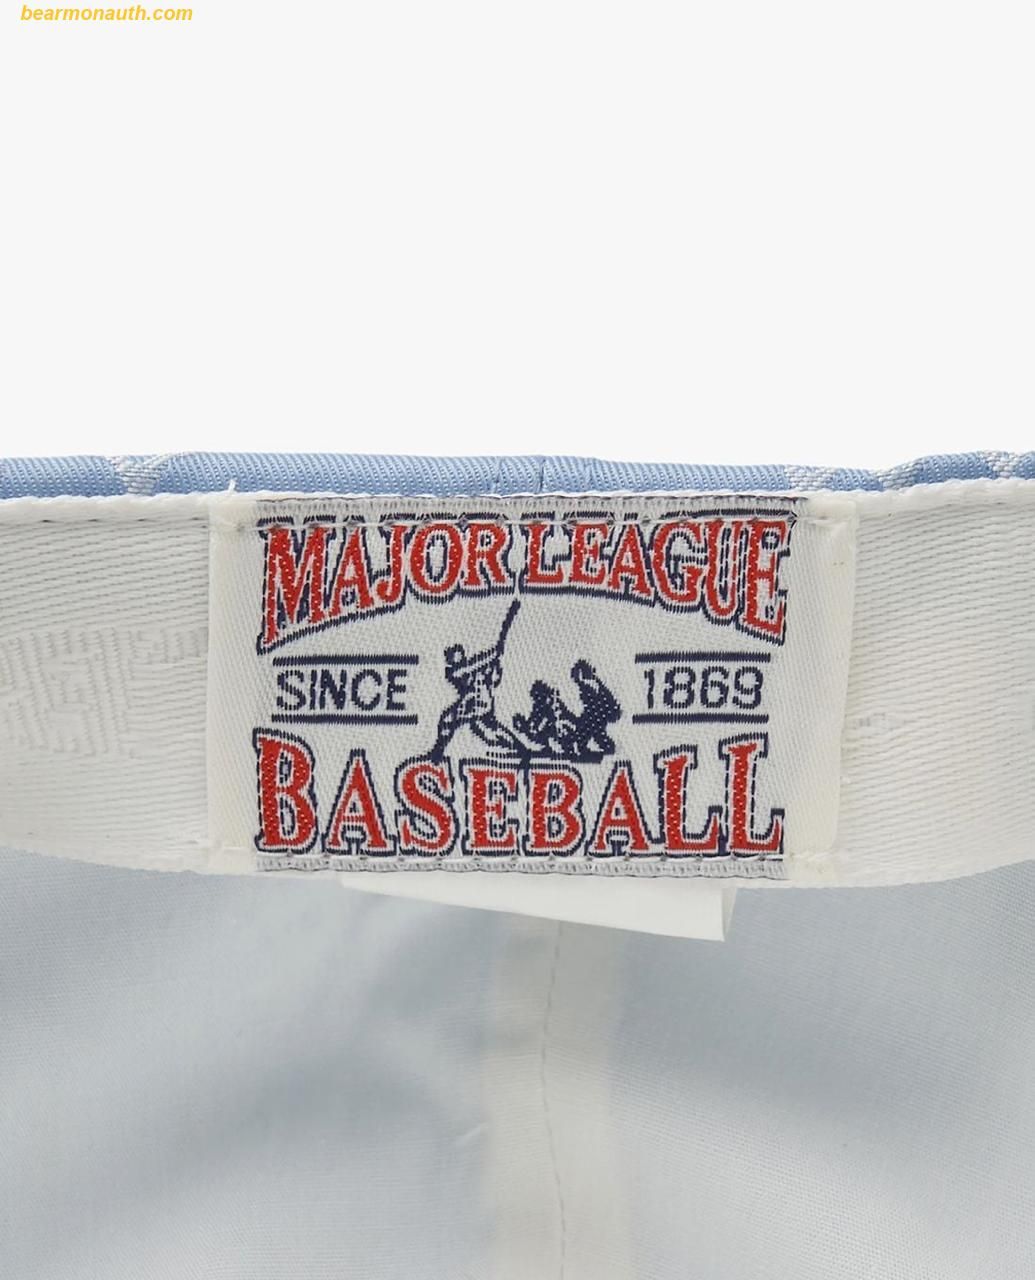 bearmonauth.com
MAJOR LEAGUE
SINCE 1869
BASEBALL